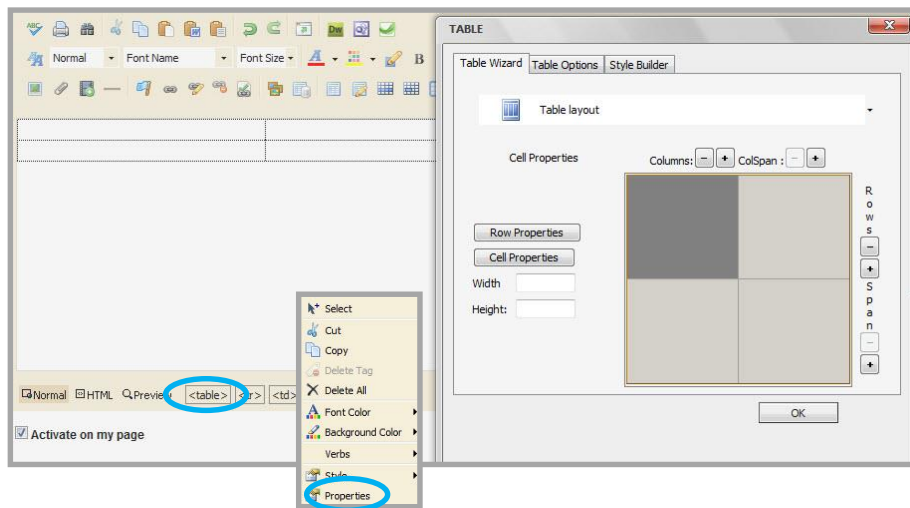 ABC
Dw
Normal Font Name Font Size A B
Normal HTML Preview <table> <tr> <td>
Activate on my page
Select
Cut
Copy
Delete Tag
Delete All
Font Color
Background Color
Verbs
Style
Properties
TABLE
Table Wizard Table Options Style Builder
Table layout
Cell Properties
Columns: - + ColSpan : - +
Row Properties
Cell Properties
Width
Height:
R
o
w
s
-
+
S
p
a
n
-
+
OK